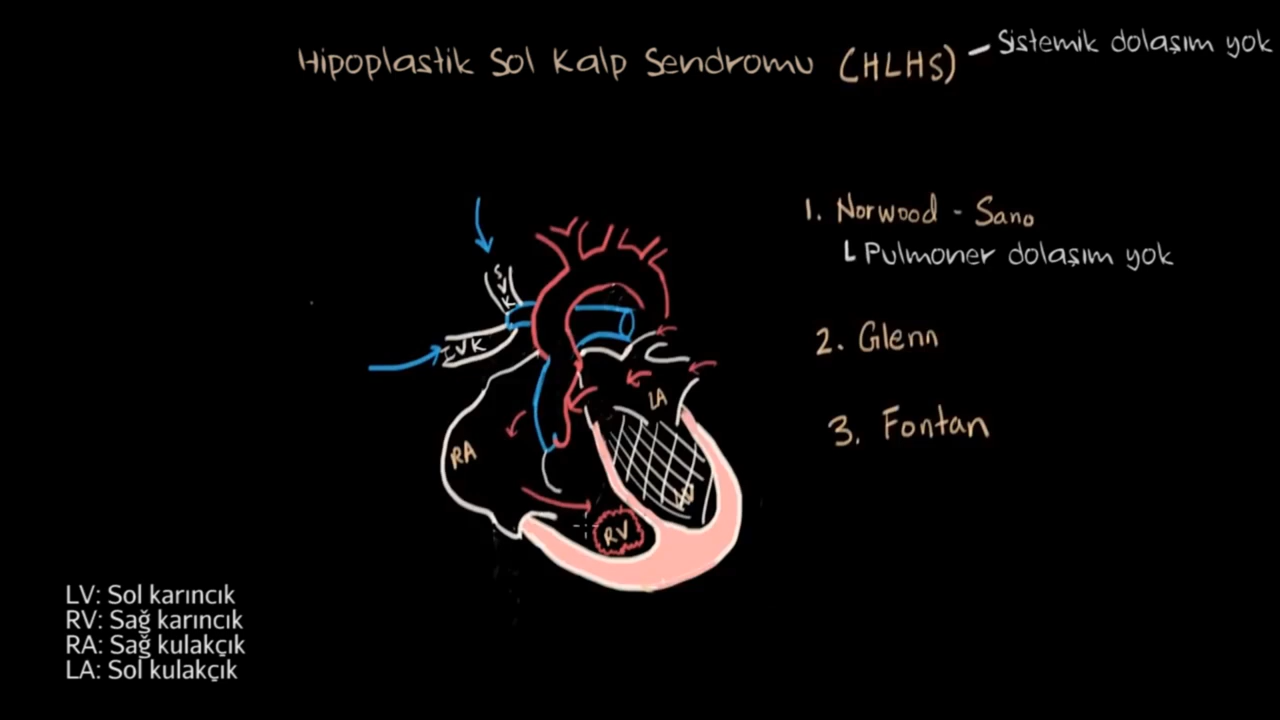 Hipoplastik Sol Kalp Sendromu (HLHS) - Sistemik dolaşım yok
1. Norwood - Sano
Pulmoner dolaşım yok
2. Glenn
3. Fontan
SVK
IVK
LA
RA
LV
RV
LV: Sol karıncık
RV: Sağ karıncık
RA: Sağ kulakçık
LA: Sol kulakçık